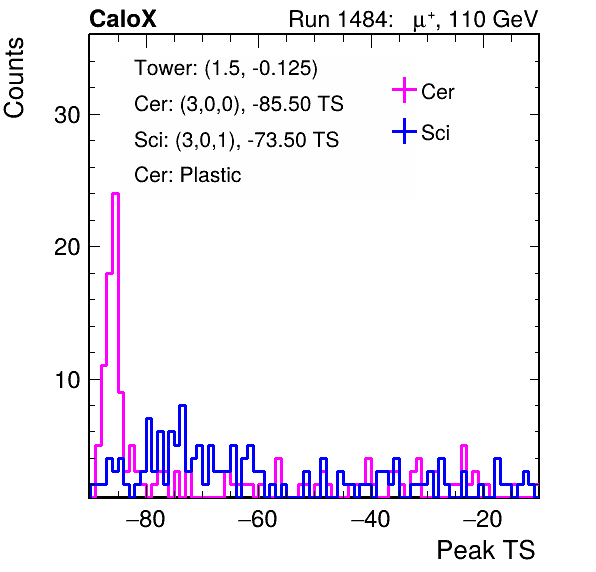 CaloX Run 1484: μ⁺, 110 GeV
Counts
Tower: (1.5, -0.125)
Cer: (3,0,0), -85.50 TS
Sci: (3,0,1), -73.50 TS
Cer: Plastic
Cer
Sci
30
20
10
−80 −60 −40 −20
Peak TS